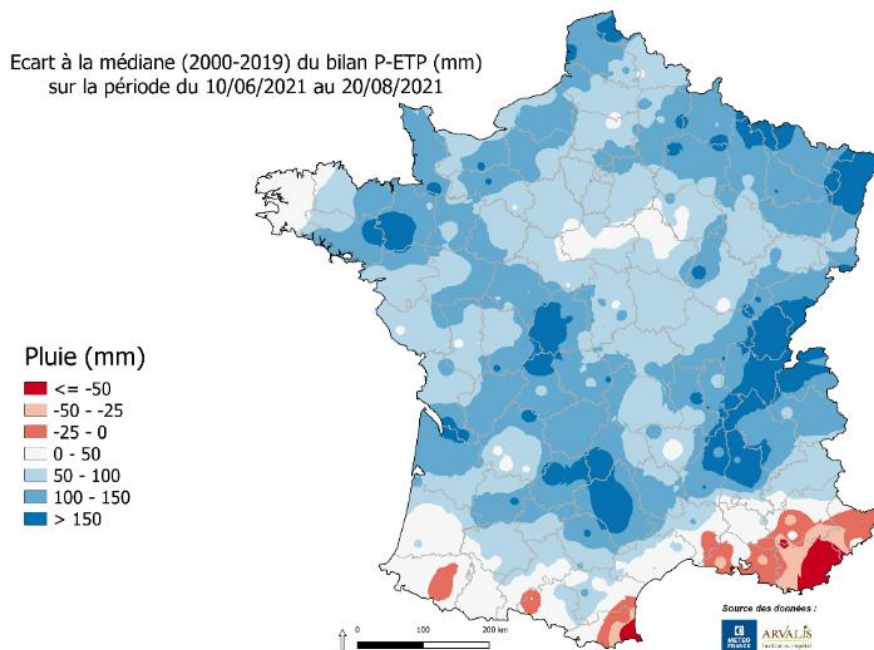 Ecart à la médiane (2000-2019) du bilan P-ETP (mm)
sur la période du 10/06/2021 au 20/08/2021
Pluie (mm)
<= -50
-50 - -25
-25 - 0
0 - 50
50 - 100
100 - 150
> 150
0 100 200 km
Source des données :
METEO
FRANCE
ARVALIS